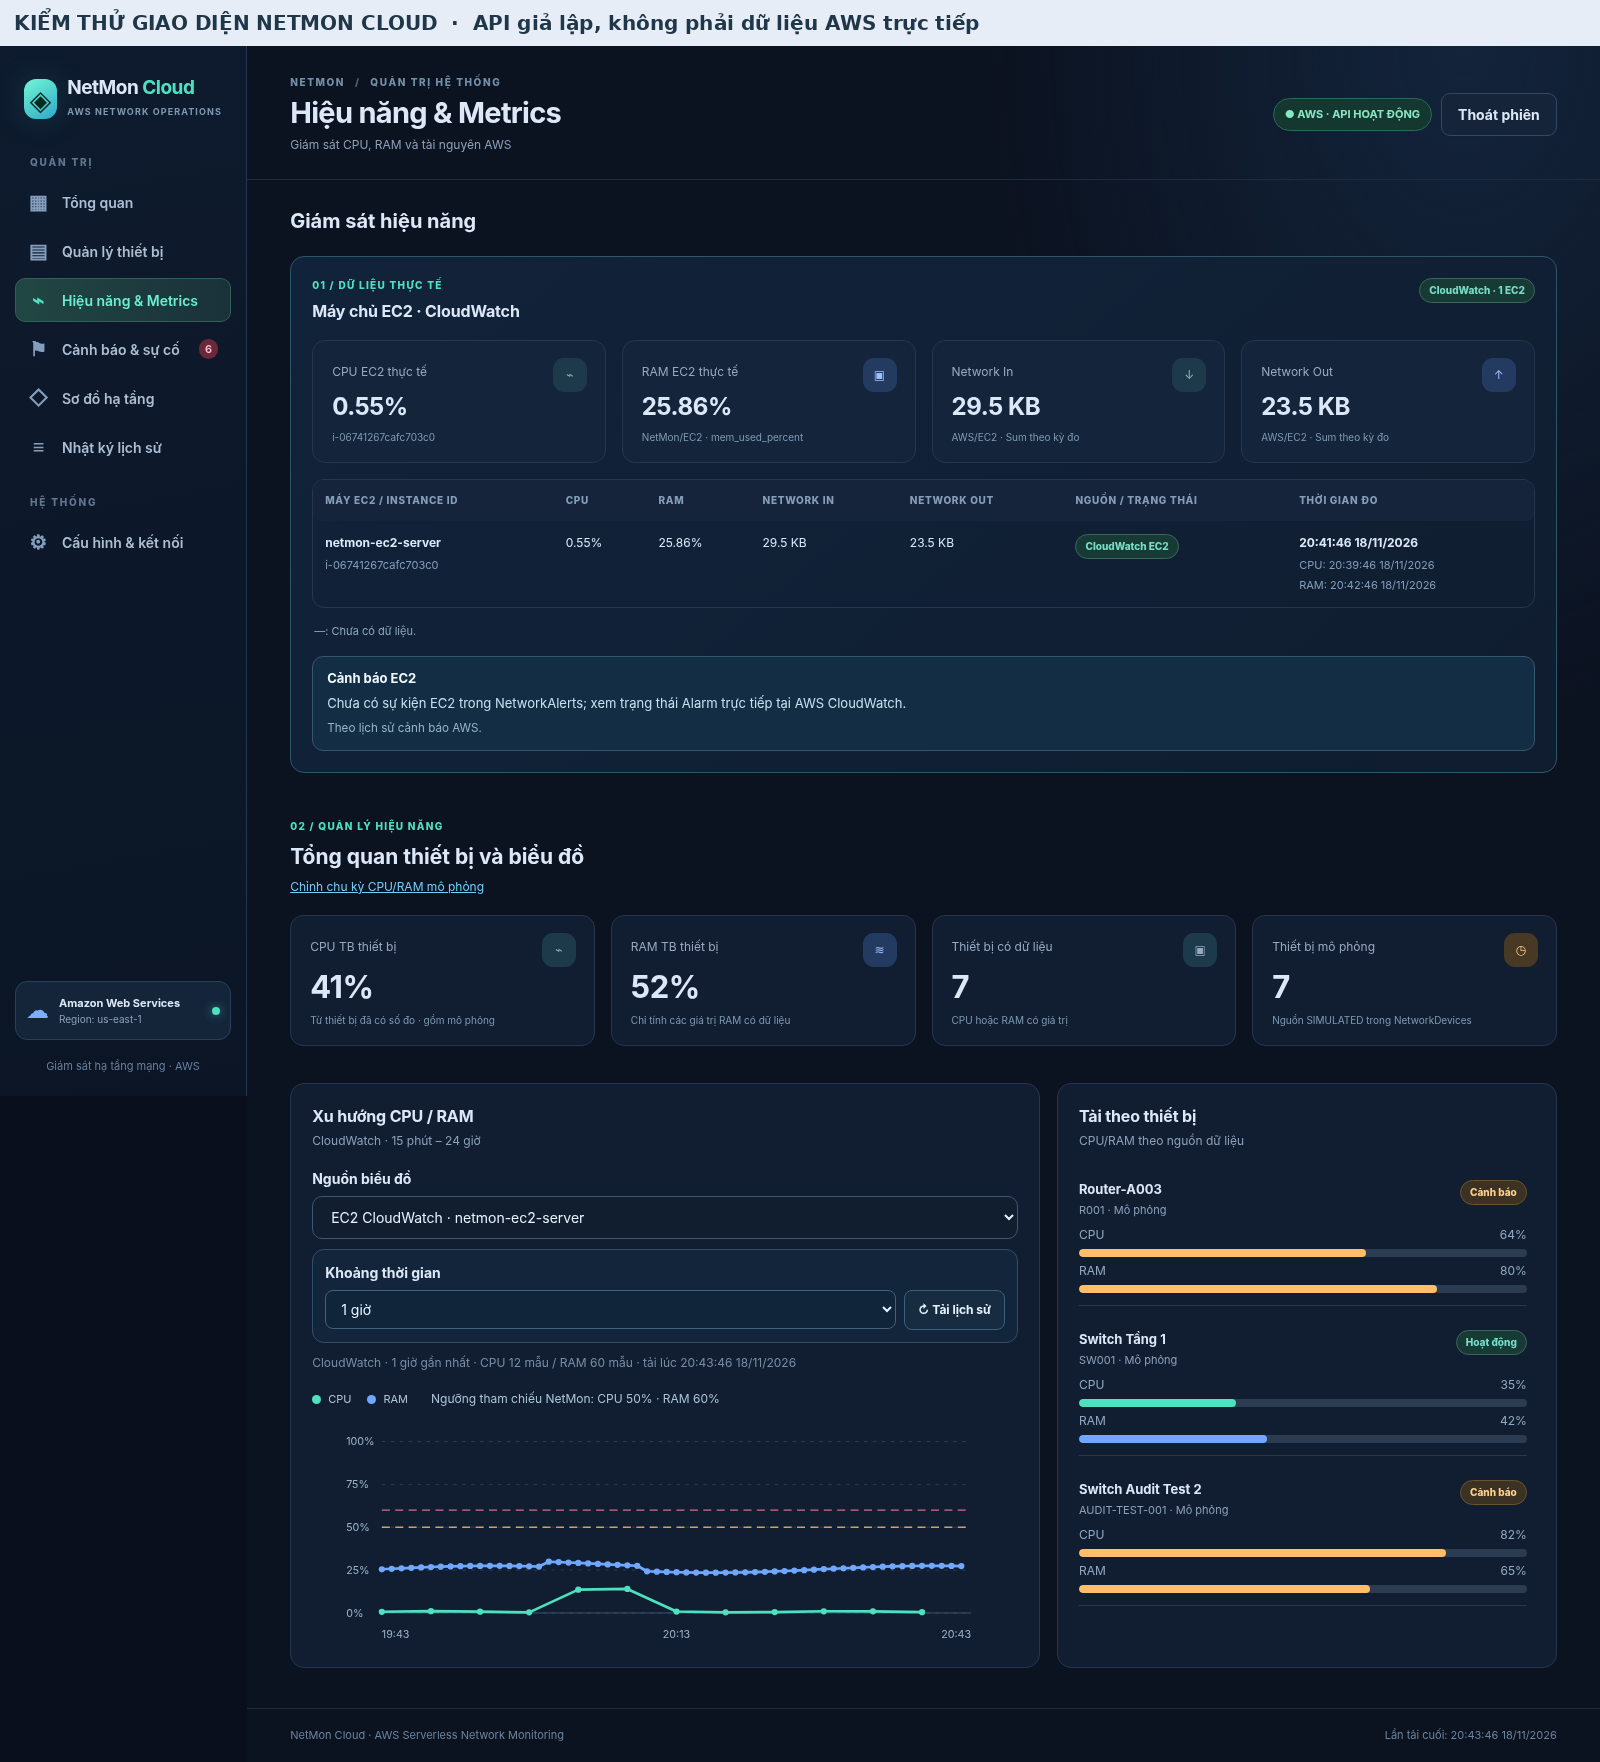 KIỂM THỬ GIAO DIỆN NETMON CLOUD · API giả lập, không phải dữ liệu AWS trực tiếp
NetMon Cloud
AWS NETWORK OPERATIONS
QUẢN TRỊ
Tổng quan
Quản lý thiết bị
Hiệu năng & Metrics
Cảnh báo & sự cố 6
Sơ đồ hạ tầng
Nhật ký lịch sử
HỆ THỐNG
Cấu hình & kết nối
Amazon Web Services
Region: us-east-1
Giám sát hạ tầng mạng · AWS
NETMON / QUẢN TRỊ HỆ THỐNG
Hiệu năng & Metrics
Giám sát CPU, RAM và tài nguyên AWS
AWS · API HOẠT ĐỘNG
Thoát phiên
Giám sát hiệu năng
01 / DỮ LIỆU THỰC TẾ
Máy chủ EC2 · CloudWatch
CloudWatch · 1 EC2
CPU EC2 thực tế
0.55%
i-06741267cafc703c0
RAM EC2 thực tế
25.86%
NetMon/EC2 · mem_used_percent
Network In
29.5 KB
AWS/EC2 · Sum theo kỳ đo
Network Out
23.5 KB
AWS/EC2 · Sum theo kỳ đo
MÁY EC2 / INSTANCE ID CPU RAM NETWORK IN NETWORK OUT NGUỒN / TRẠNG THÁI THỜI GIAN ĐO
netmon-ec2-server 0.55% 25.86% 29.5 KB 23.5 KB CloudWatch EC2 20:41:46 18/11/2026
i-06741267cafc703c0 CPU: 20:39:46 18/11/2026
RAM: 20:42:46 18/11/2026
—: Chưa có dữ liệu.
Cảnh báo EC2
Chưa có sự kiện EC2 trong NetworkAlerts; xem trạng thái Alarm trực tiếp tại AWS CloudWatch.
Theo lịch sử cảnh báo AWS.
02 / QUẢN LÝ HIỆU NĂNG
Tổng quan thiết bị và biểu đồ
Chỉnh chu kỳ CPU/RAM mô phỏng
CPU TB thiết bị
41%
Từ thiết bị đã có số đo · gồm mô phỏng
RAM TB thiết bị
52%
Chỉ tính các giá trị RAM có dữ liệu
Thiết bị có dữ liệu
7
CPU hoặc RAM có giá trị
Thiết bị mô phỏng
7
Nguồn SIMULATED trong NetworkDevices
Xu hướng CPU / RAM
CloudWatch · 15 phút – 24 giờ
Nguồn biểu đồ
EC2 CloudWatch · netmon-ec2-server
Khoảng thời gian
1 giờ
↻ Tải lịch sử
CloudWatch · 1 giờ gần nhất · CPU 12 mẫu / RAM 60 mẫu · tải lúc 20:43:46 18/11/2026
CPU RAM Ngưỡng tham chiếu NetMon: CPU 50% · RAM 60%
100%
75%
50%
25%
0%
19:43 20:13 20:43
Tải theo thiết bị
CPU/RAM theo nguồn dữ liệu
Router-A003 Cảnh báo
R001 · Mô phỏng
CPU 64%
RAM 80%
Switch Tầng 1 Hoạt động
SW001 · Mô phỏng
CPU 35%
RAM 42%
Switch Audit Test 2 Cảnh báo
AUDIT-TEST-001 · Mô phỏng
CPU 82%
RAM 65%
NetMon Cloud · AWS Serverless Network Monitoring
Lần tải cuối: 20:43:46 18/11/2026